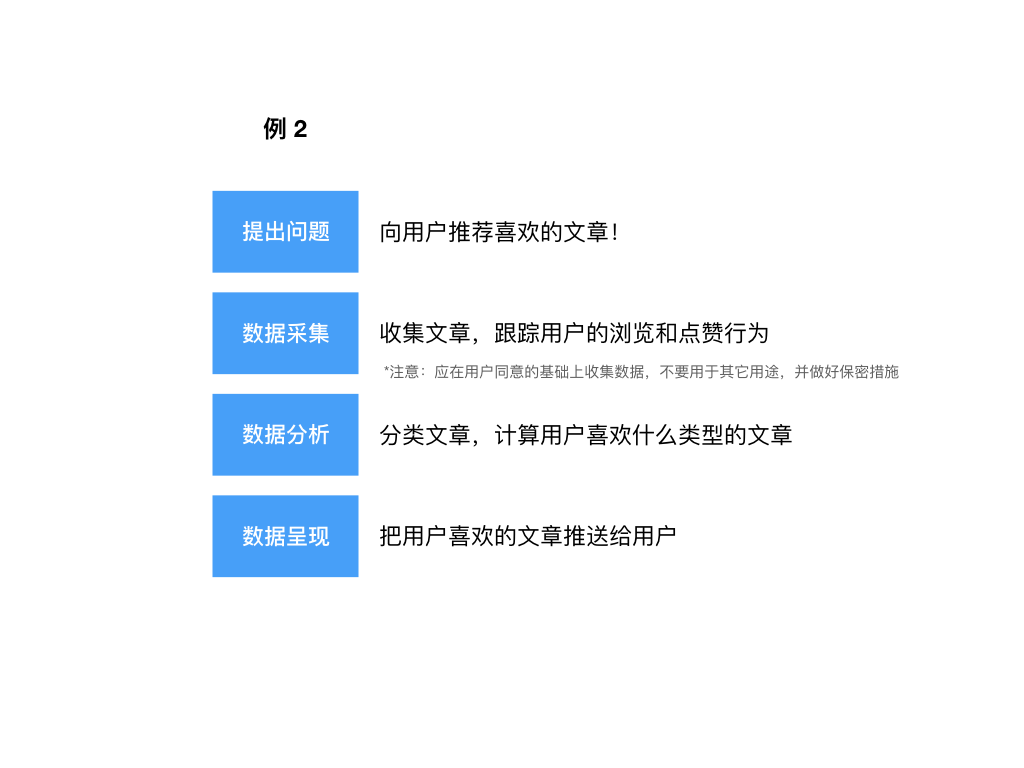 例 2
提出问题
向用户推荐喜欢的文章！
数据采集
收集文章，跟踪用户的浏览和点赞行为
*注意：应在用户同意的基础上收集数据，不要用于其它用途，并做好保密措施
数据分析
分类文章，计算用户喜欢什么类型的文章
数据呈现
把用户喜欢的文章推送给用户